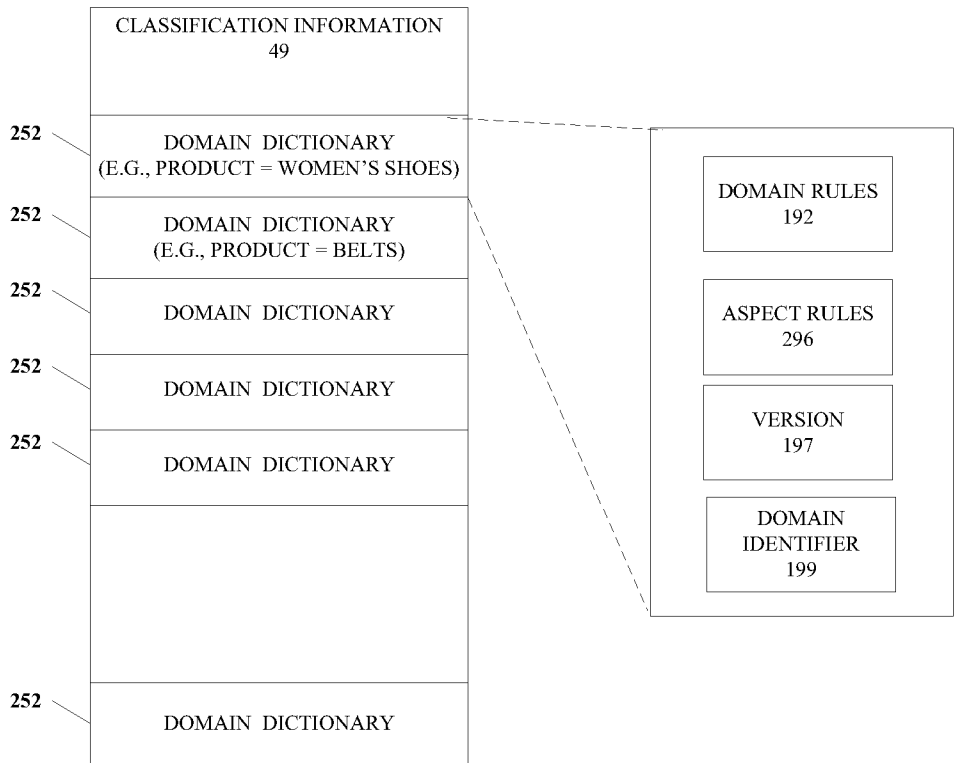 CLASSIFICATION INFORMATION
49
252
DOMAIN DICTIONARY
(E.G., PRODUCT = WOMEN'S SHOES)
252
DOMAIN DICTIONARY
(E.G., PRODUCT = BELTS)
252
DOMAIN DICTIONARY
252
DOMAIN DICTIONARY
252
DOMAIN DICTIONARY
252
DOMAIN DICTIONARY
DOMAIN RULES
192
ASPECT RULES
296
VERSION
197
DOMAIN
IDENTIFIER
199